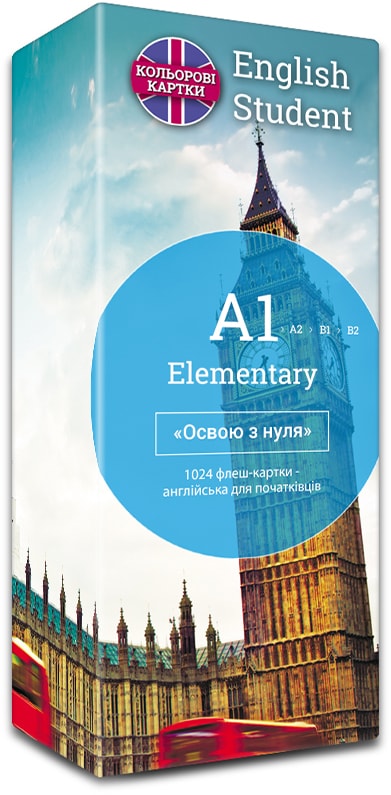 КОЛЬОРОВІ
КАРТКИ
English
Student
A1 › A2 › B1 › B2
Elementary
«Освою з нуля»
1024 флеш-картки -
англійська для початківців